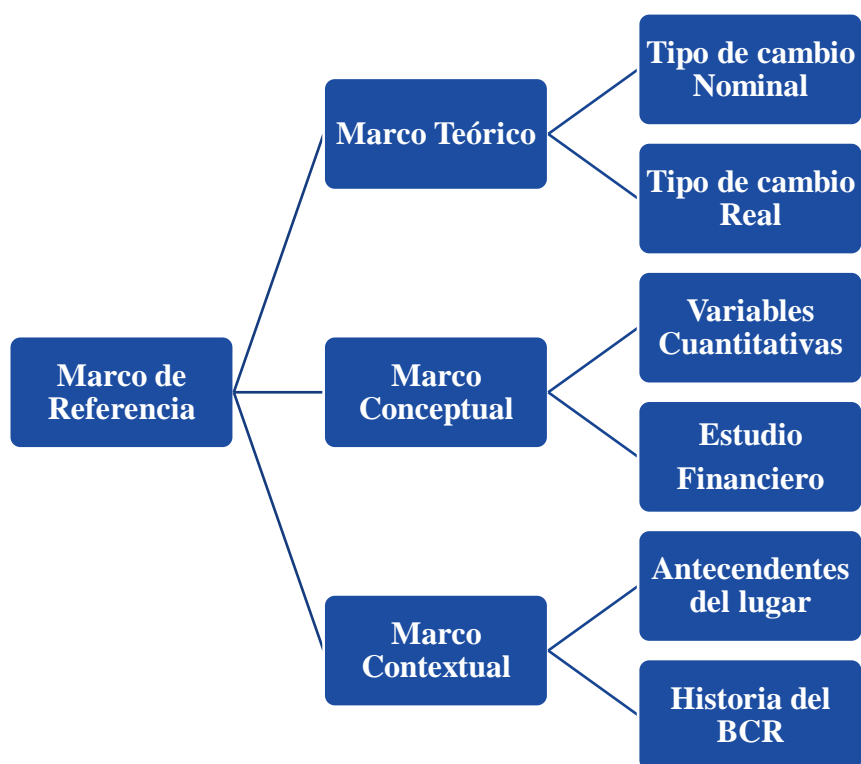 Marco de
Referencia
Marco Teórico
Tipo de cambio
Nominal
Tipo de cambio
Real
Marco
Conceptual
Variables
Cuantitativas
Estudio
Financiero
Marco
Contextual
Antecendentes
del lugar
Historia del
BCR